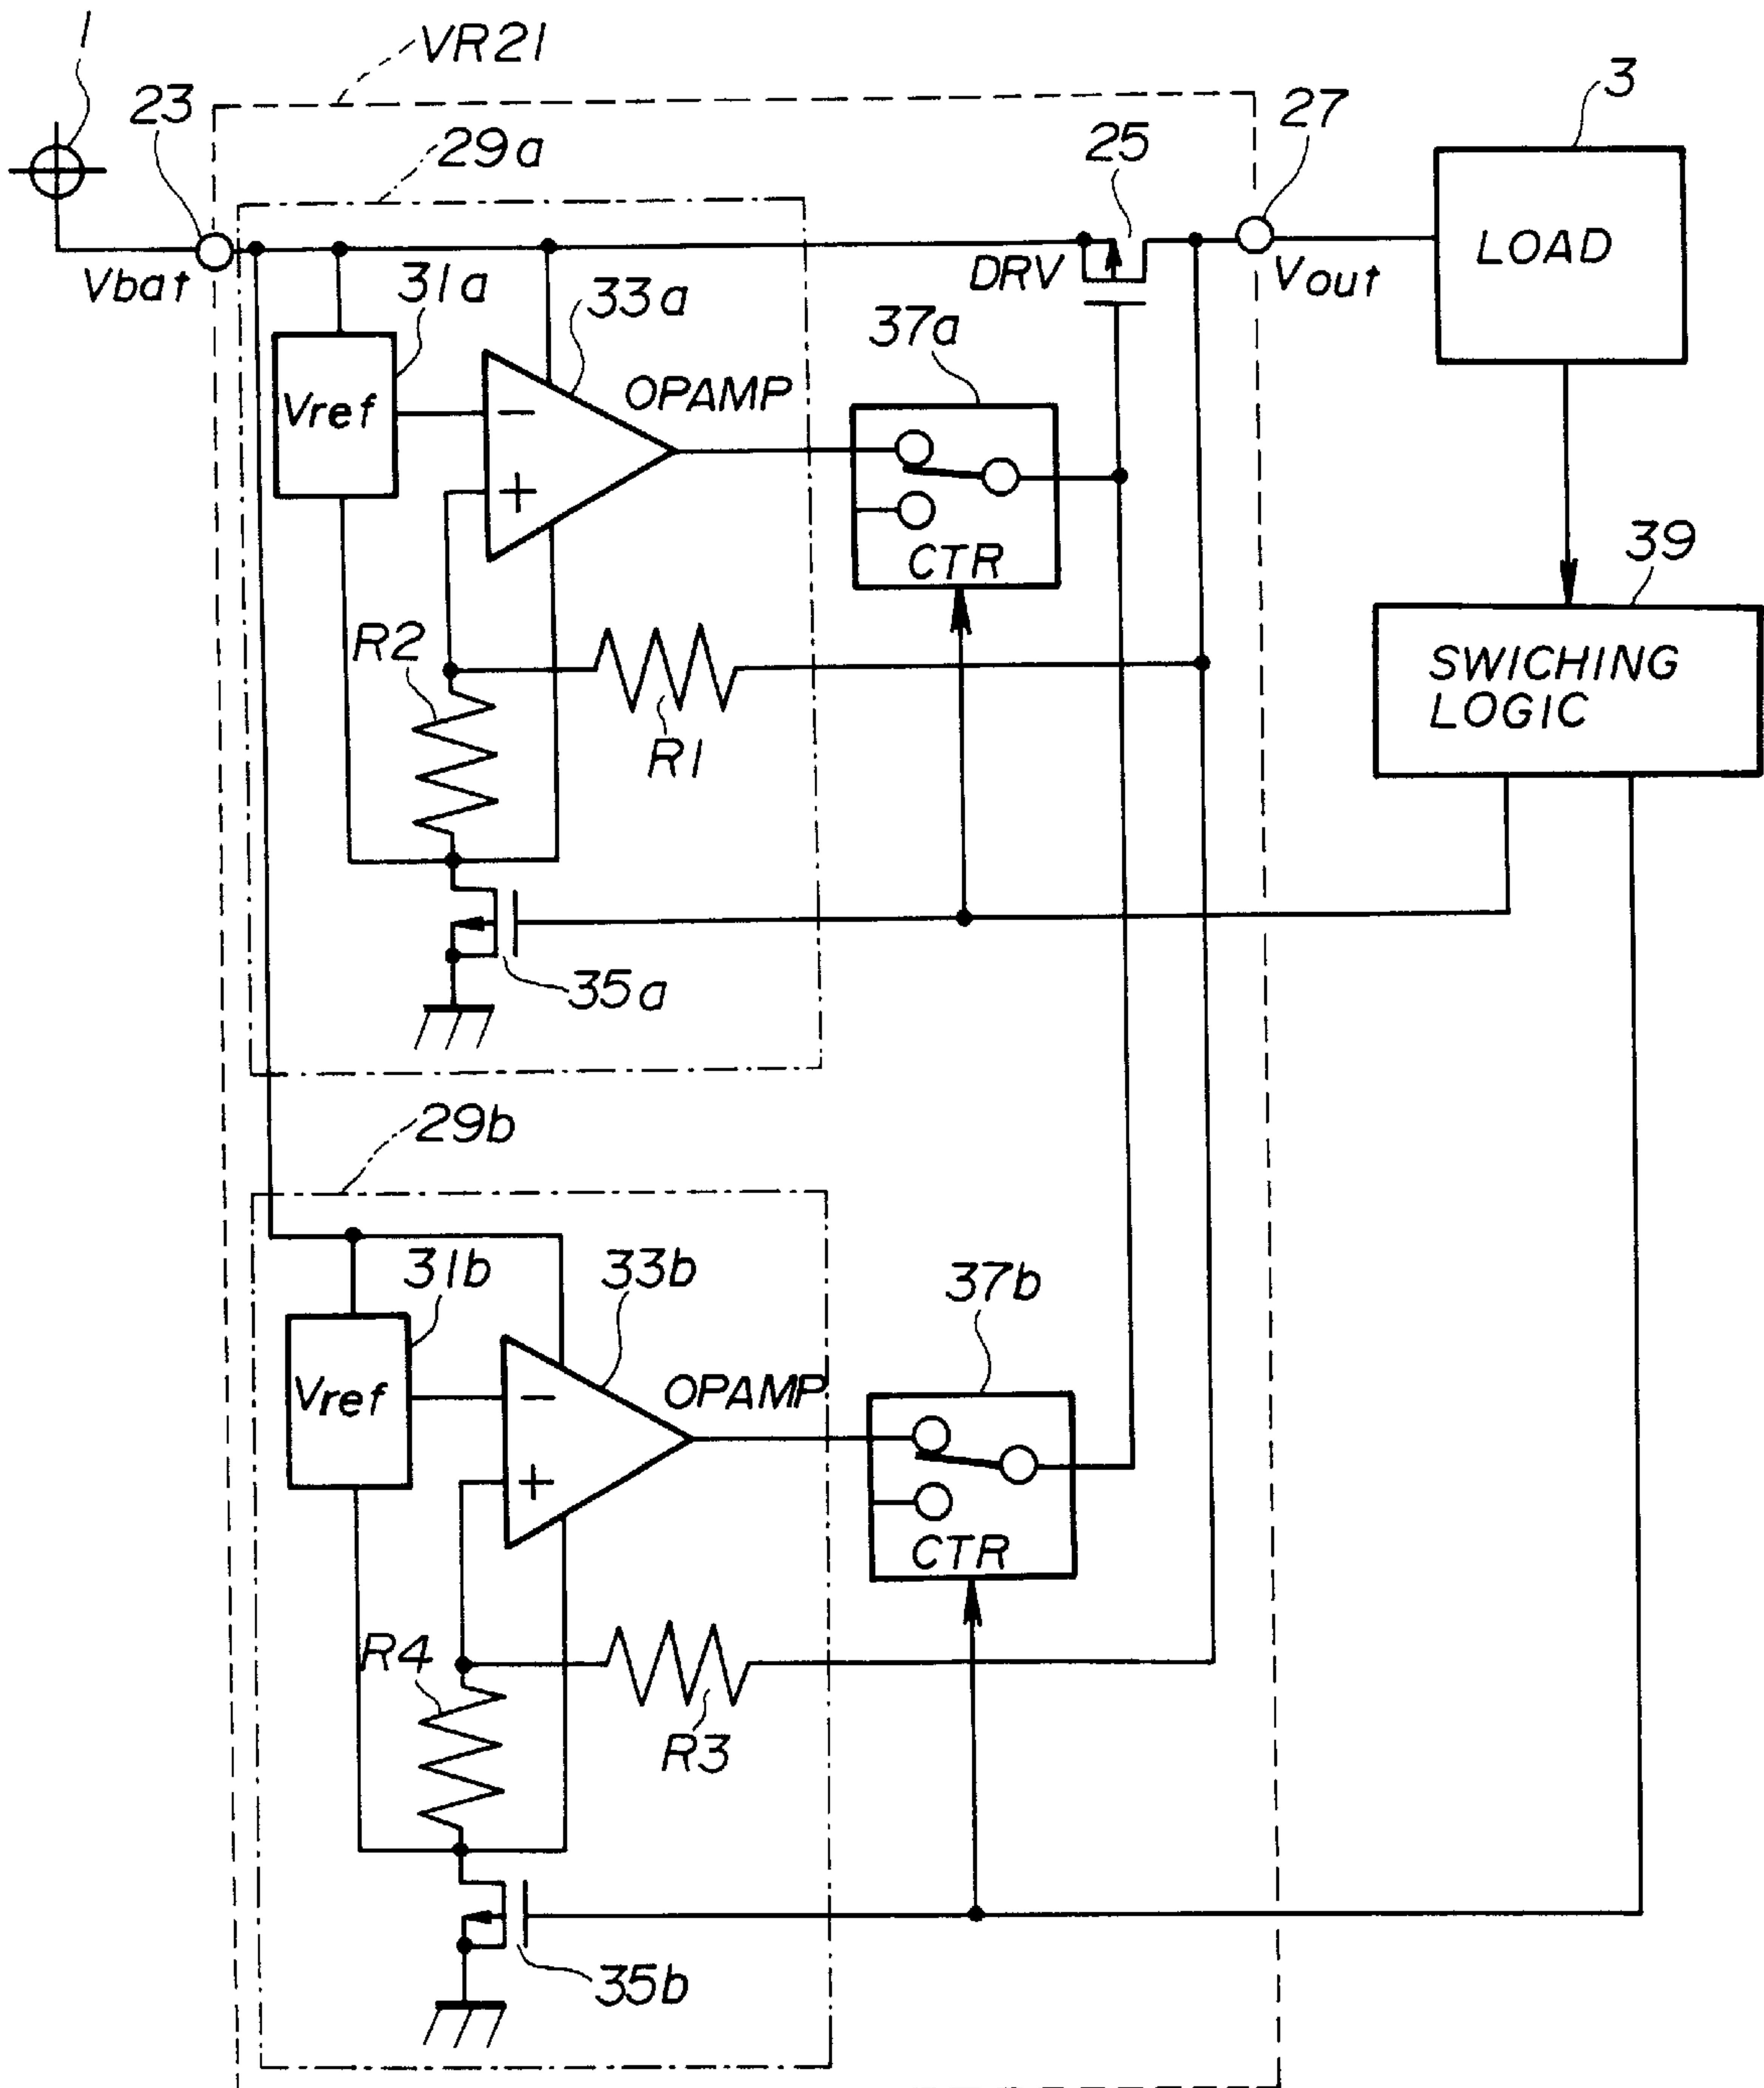 VR21
23
29a
25
27
3
Vbat
31a
33a
DRV
Vout
LOAD
37a
Vref
−
OPAMP
+
CTR
39
R2
R1
SWICHING
LOGIC
35a
29b
31b
33b
37b
Vref
−
OPAMP
+
CTR
R4
R3
35b